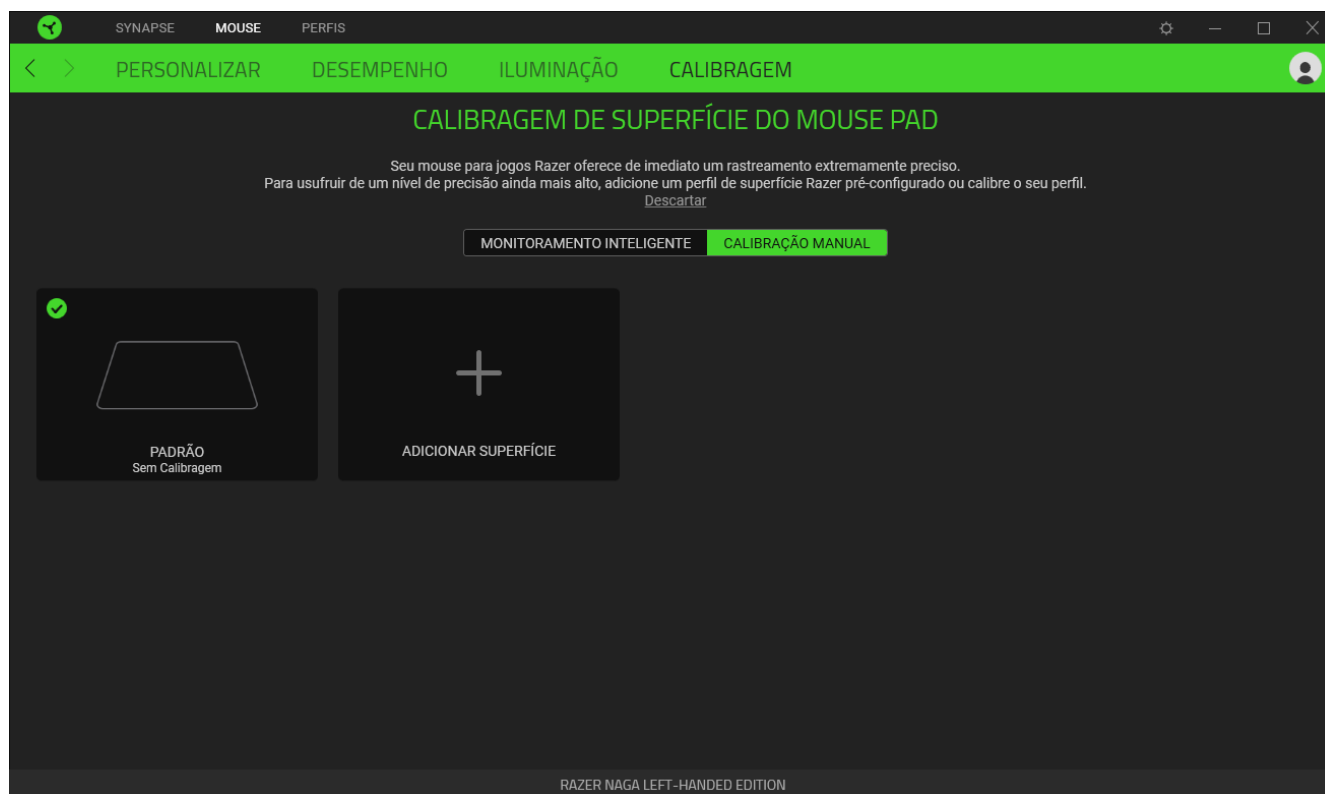 SYNAPSE MOUSE PERFIS
PERSONALIZAR DESEMPENHO ILUMINAÇÃO CALIBRAGEM
CALIBRAGEM DE SUPERFÍCIE DO MOUSE PAD
Seu mouse para jogos Razer oferece de imediato um rastreamento extremamente preciso.
Para usufruir de um nível de precisão ainda mais alto, adicione um perfil de superfície Razer pré-configurado ou calibre o seu perfil.
Descartar
MONITORAMENTO INTELIGENTE CALIBRAÇÃO MANUAL
PADRÃO
Sem Calibragem
ADICIONAR SUPERFÍCIE
RAZER NAGA LEFT-HANDED EDITION